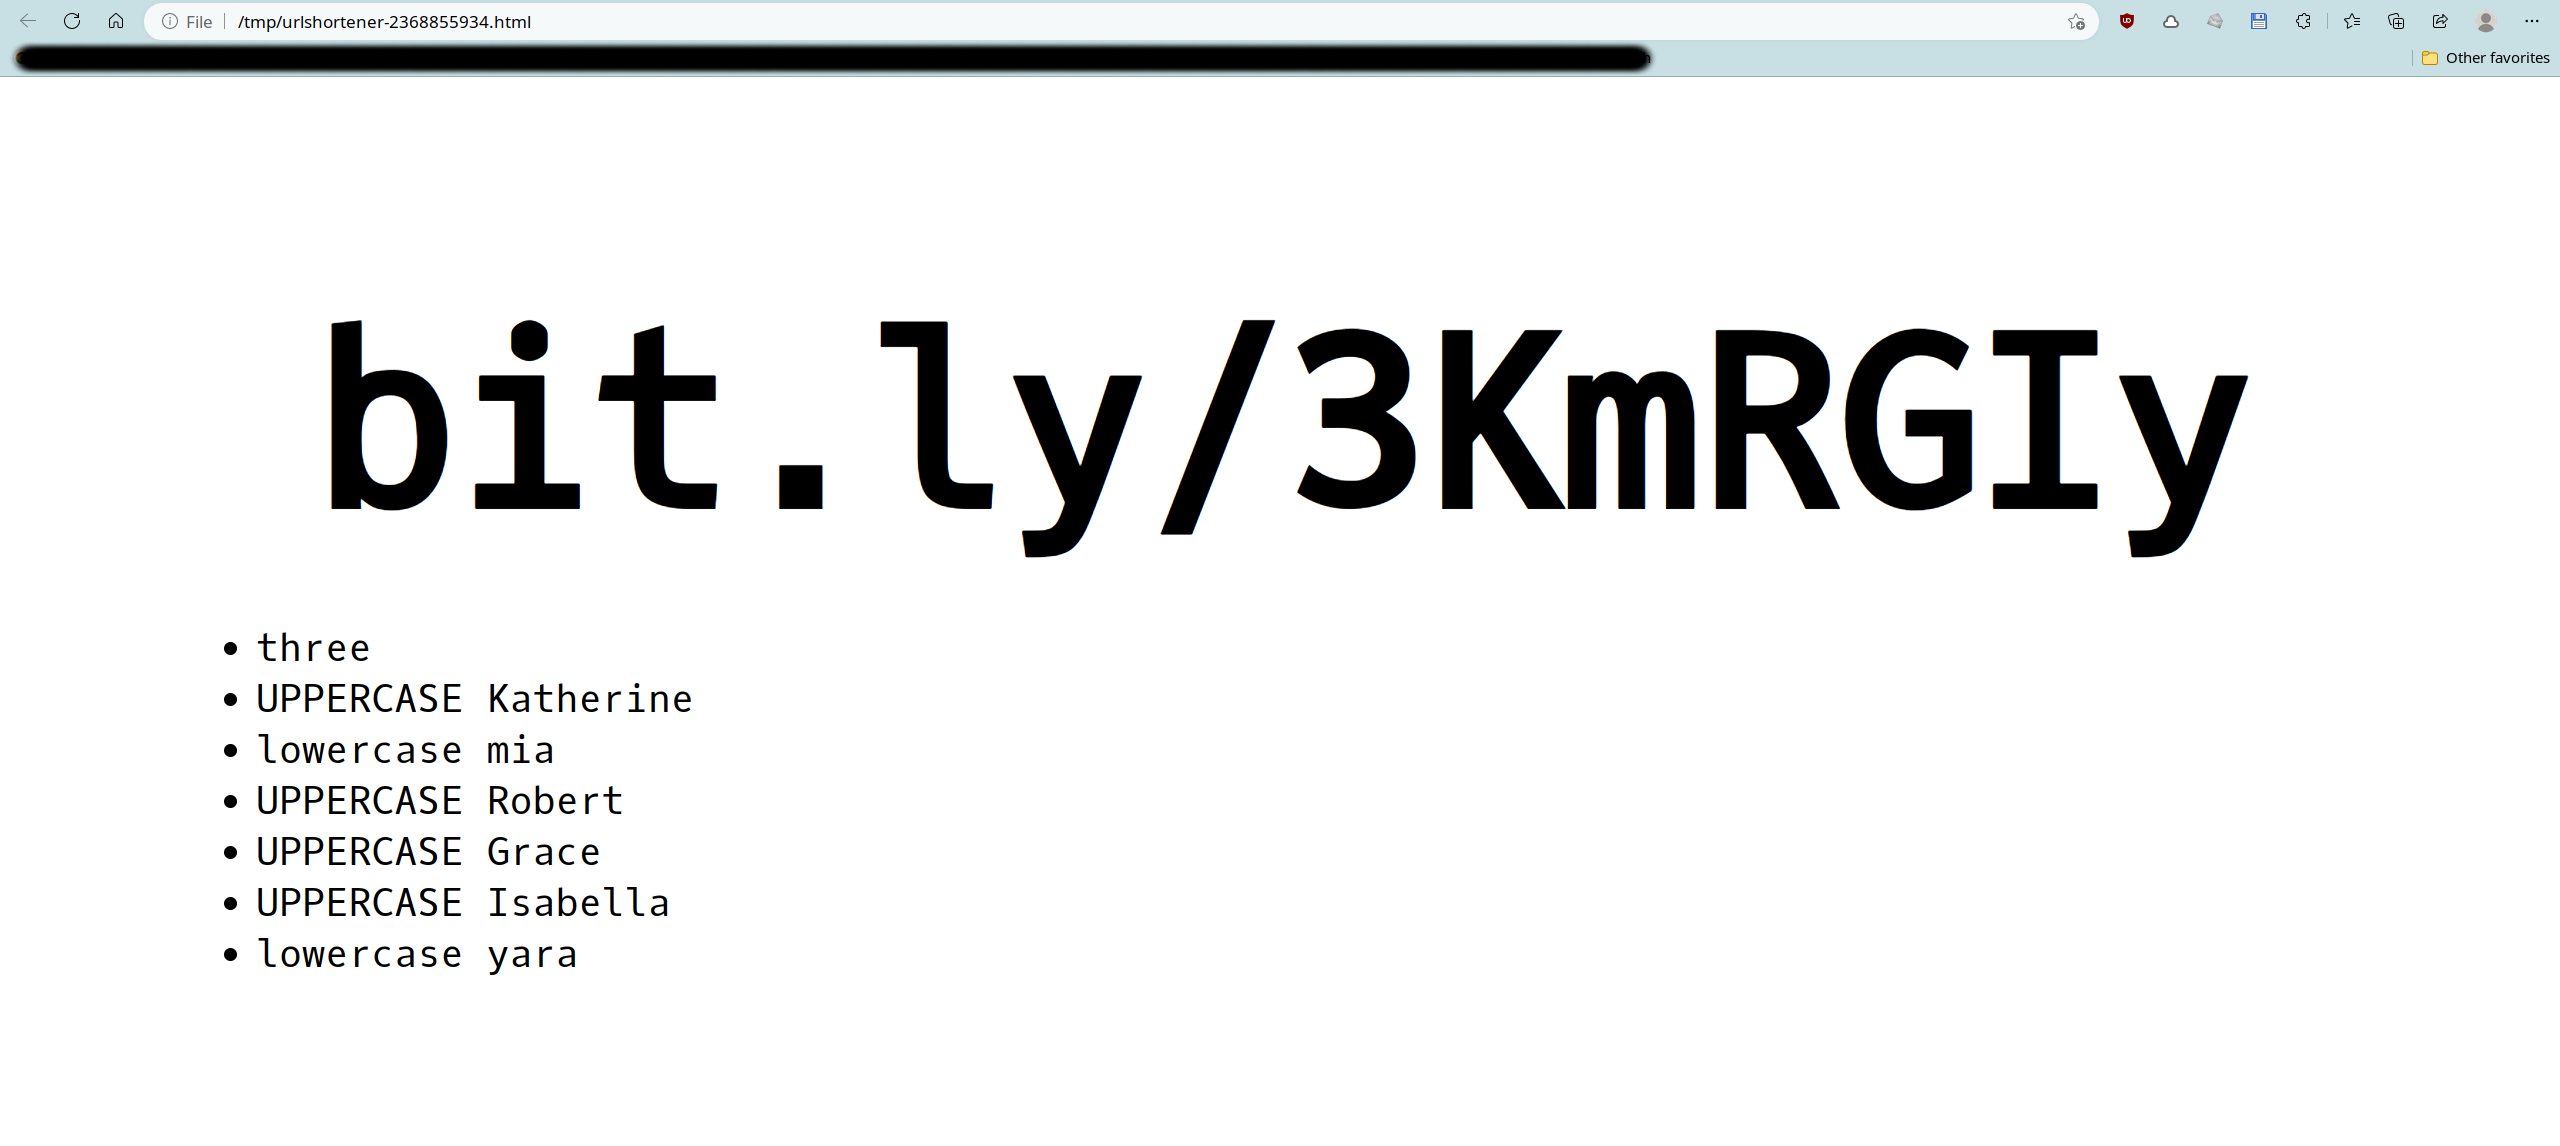 File /tmp/urlshortener-2368855934.html
Other favorites
bit.ly/3KmRGIy
• three
• UPPERCASE Katherine
• lowercase mia
• UPPERCASE Robert
• UPPERCASE Grace
• UPPERCASE Isabella
• lowercase yara